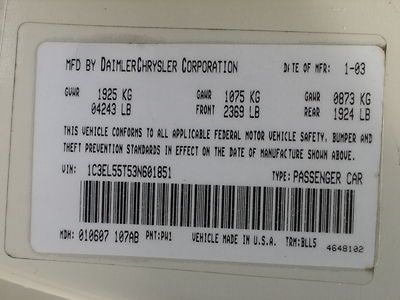 MFD BY DAIMLERCHRYSLER CORPORATION DATE OF MFR: 1-03
GVWR 1925 KG GAWR 1075 KG GAWR 0873 KG
04243 LB FRONT 2369 LB REAR 1924 LB
THIS VEHICLE CONFORMS TO ALL APPLICABLE FEDERAL MOTOR VEHICLE SAFETY, BUMPER AND
THEFT PREVENTION STANDARDS IN EFFECT ON THE DATE OF MANUFACTURE SHOWN ABOVE.
VIN: 1C3EL55T53N601851 TYPE: PASSENGER CAR
MDH: 010607 107AB PNT: PW1 VEHICLE MADE IN U.S.A. TRM: BLL5
4648102